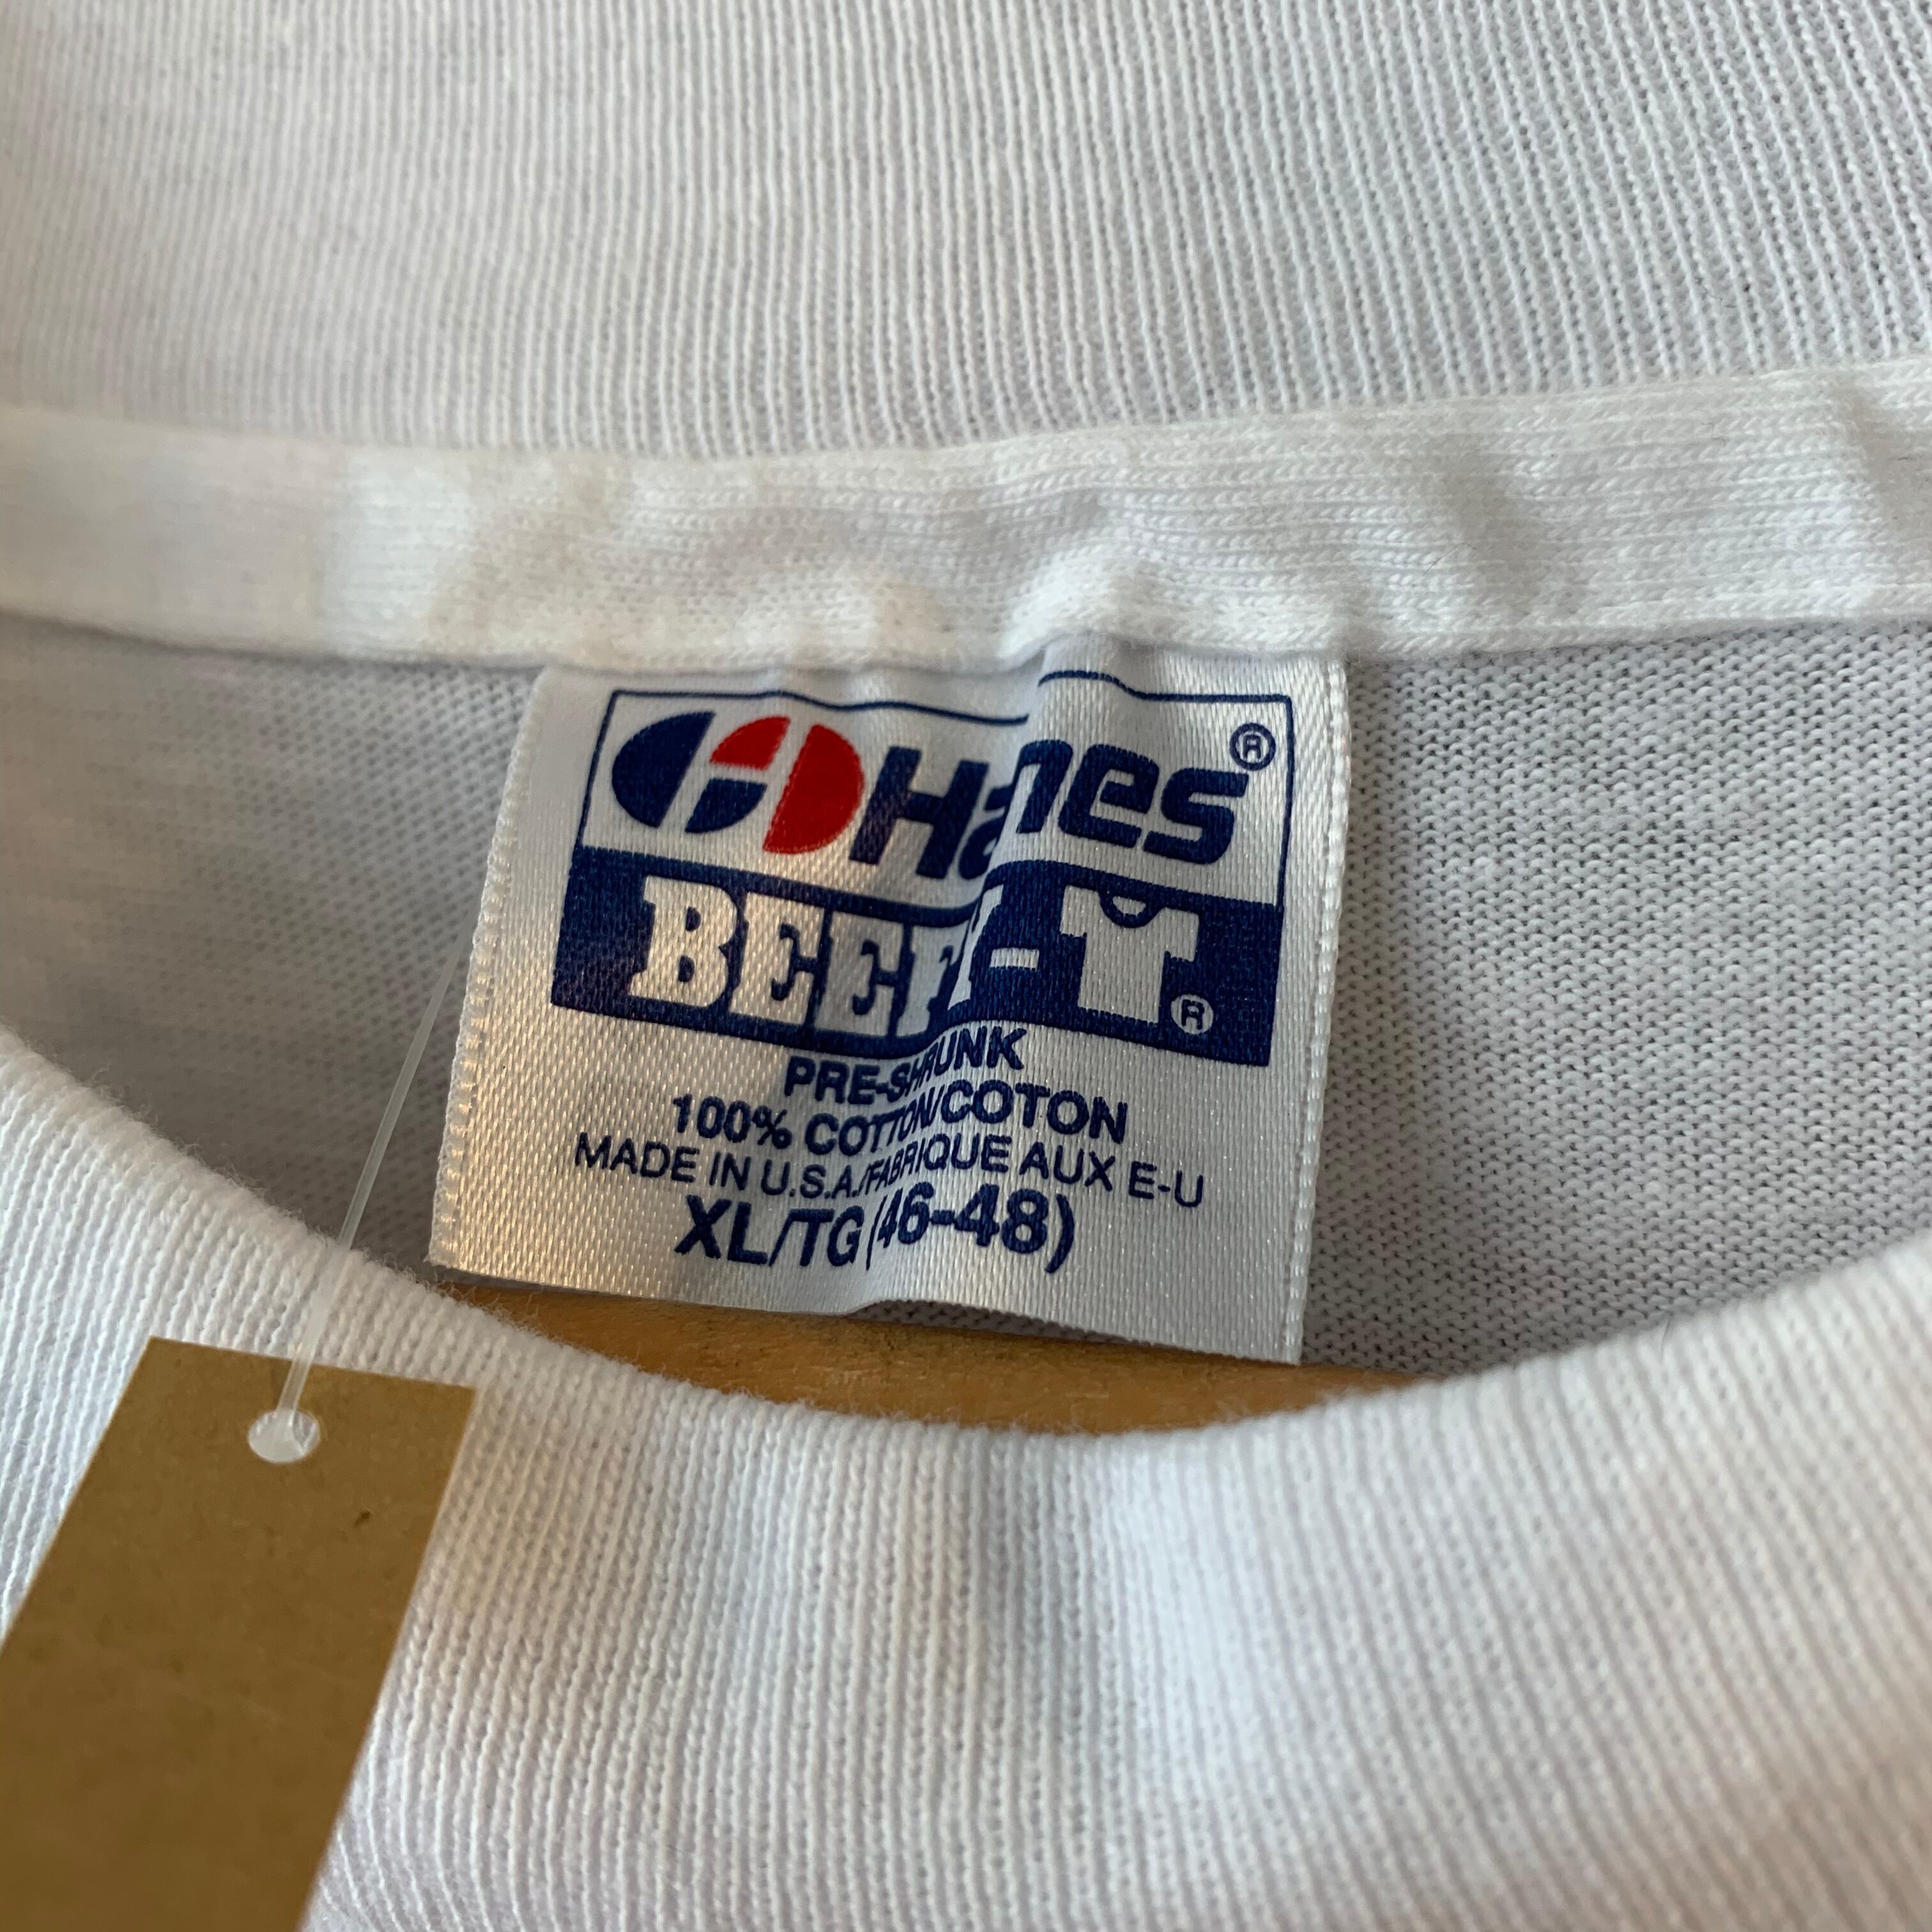 Hanes®
BEEFY-T®
PRE-SHRUNK
100% COTTON/COTON
MADE IN U.S.A./FABRIQUE AUX E-U
XL/TG (46-48)